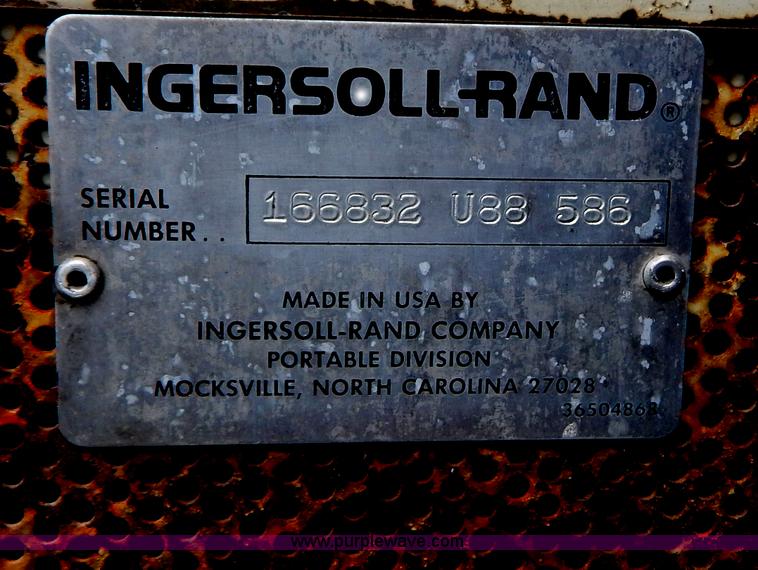 INGERSOLL-RAND®
SERIAL
NUMBER.. 166832 U88 586
MADE IN USA BY
INGERSOLL-RAND COMPANY
PORTABLE DIVISION
MOCKSVILLE, NORTH CAROLINA 27028
36504868
www.purplewave.com